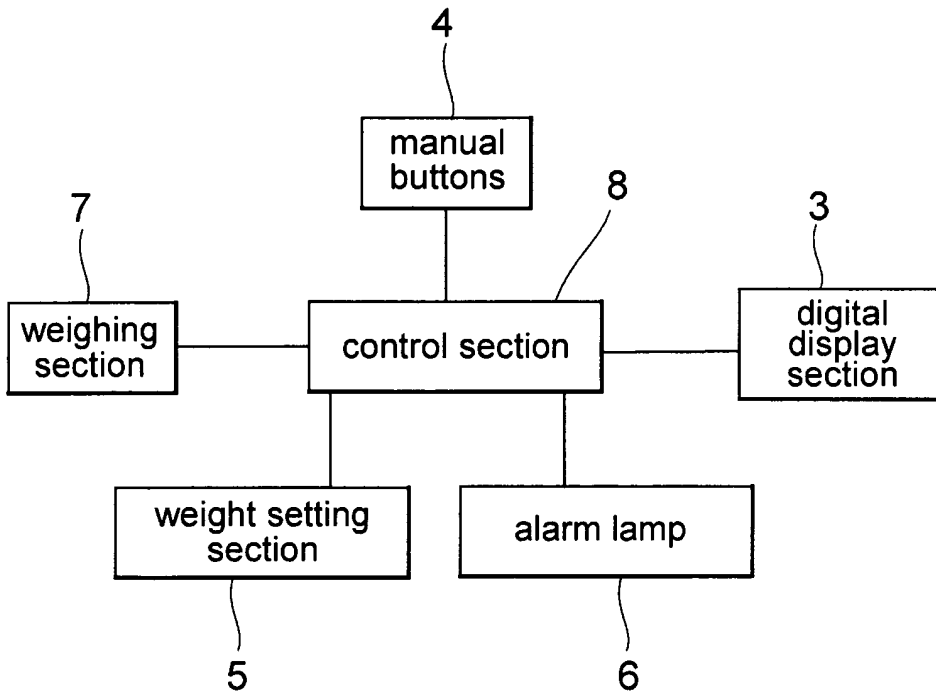 4
manual
buttons
7
8
3
weighing
section
control section
digital
display
section
weight setting
section
alarm lamp
5
6